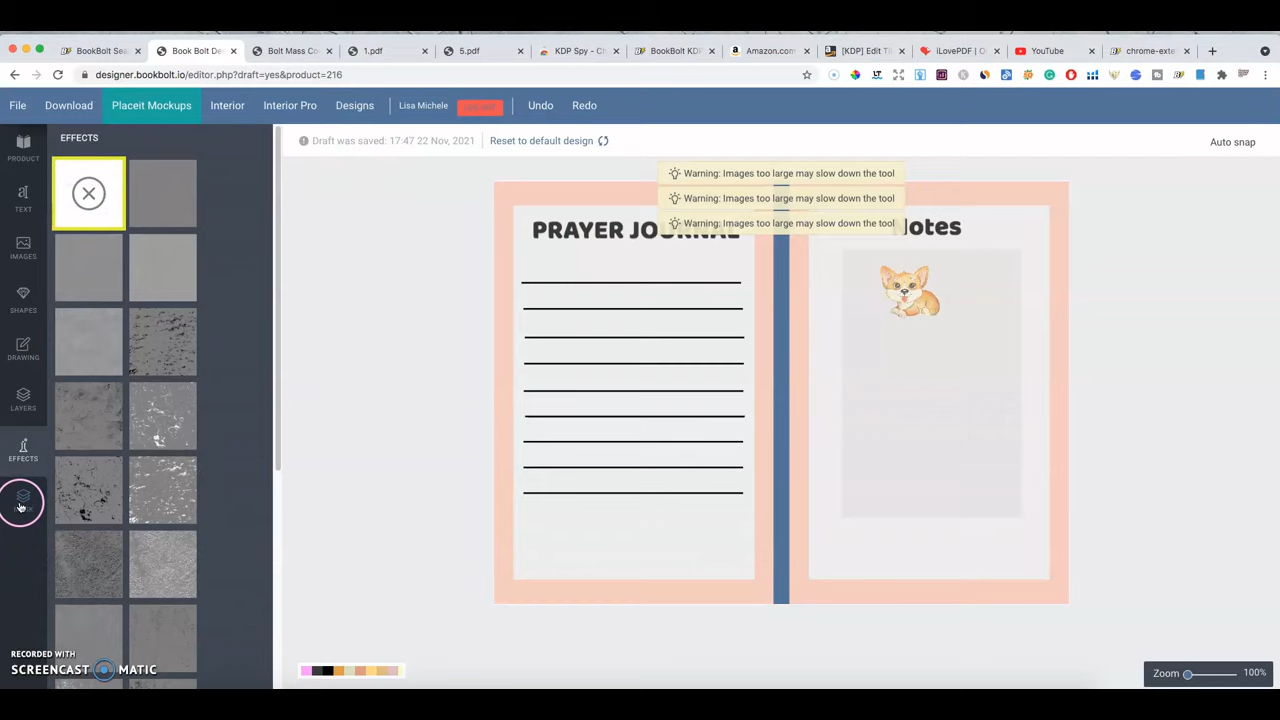 BookBolt Sea
Book Bolt De
Bolt Mass Co
1.pdf
5.pdf
KDP Spy - Ch
BookBolt KDP
Amazon.com
[KDP] Edit Ti
iLovePDF | O
YouTube
chrome-exte
designer.bookbolt.io/editor.php?draft=yes&product=216
File
Download
Placeit Mockups
Interior
Interior Pro
Designs
Lisa Michele
Undo
Redo
PRODUCT
TEXT
IMAGES
SHAPES
DRAWING
LAYERS
EFFECTS
EFFECTS
Draft was saved: 17:47 22 Nov, 2021
Reset to default design
Auto snap
Warning: Images too large may slow down the tool
Warning: Images too large may slow down the tool
Warning: Images too large may slow down the tool
PRAYER JOURNAL
Notes
RECORDED WITH
SCREENCAST MATIC
Zoom
100%